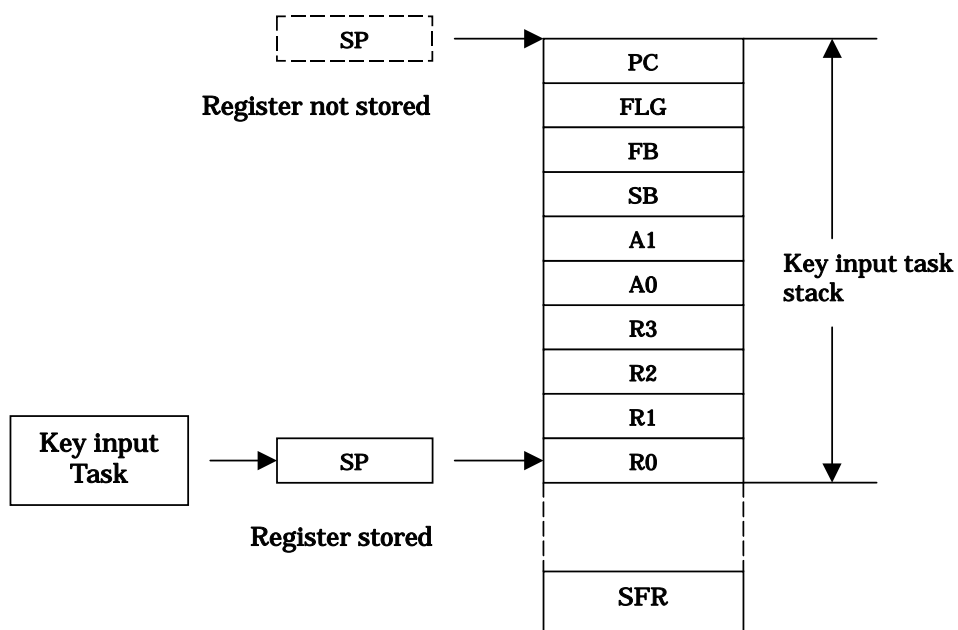 SP
PC
Register not stored
FLG
FB
SB
A1
Key input task
stack
A0
R3
R2
R1
Key input
Task
SP
R0
Register stored
SFR